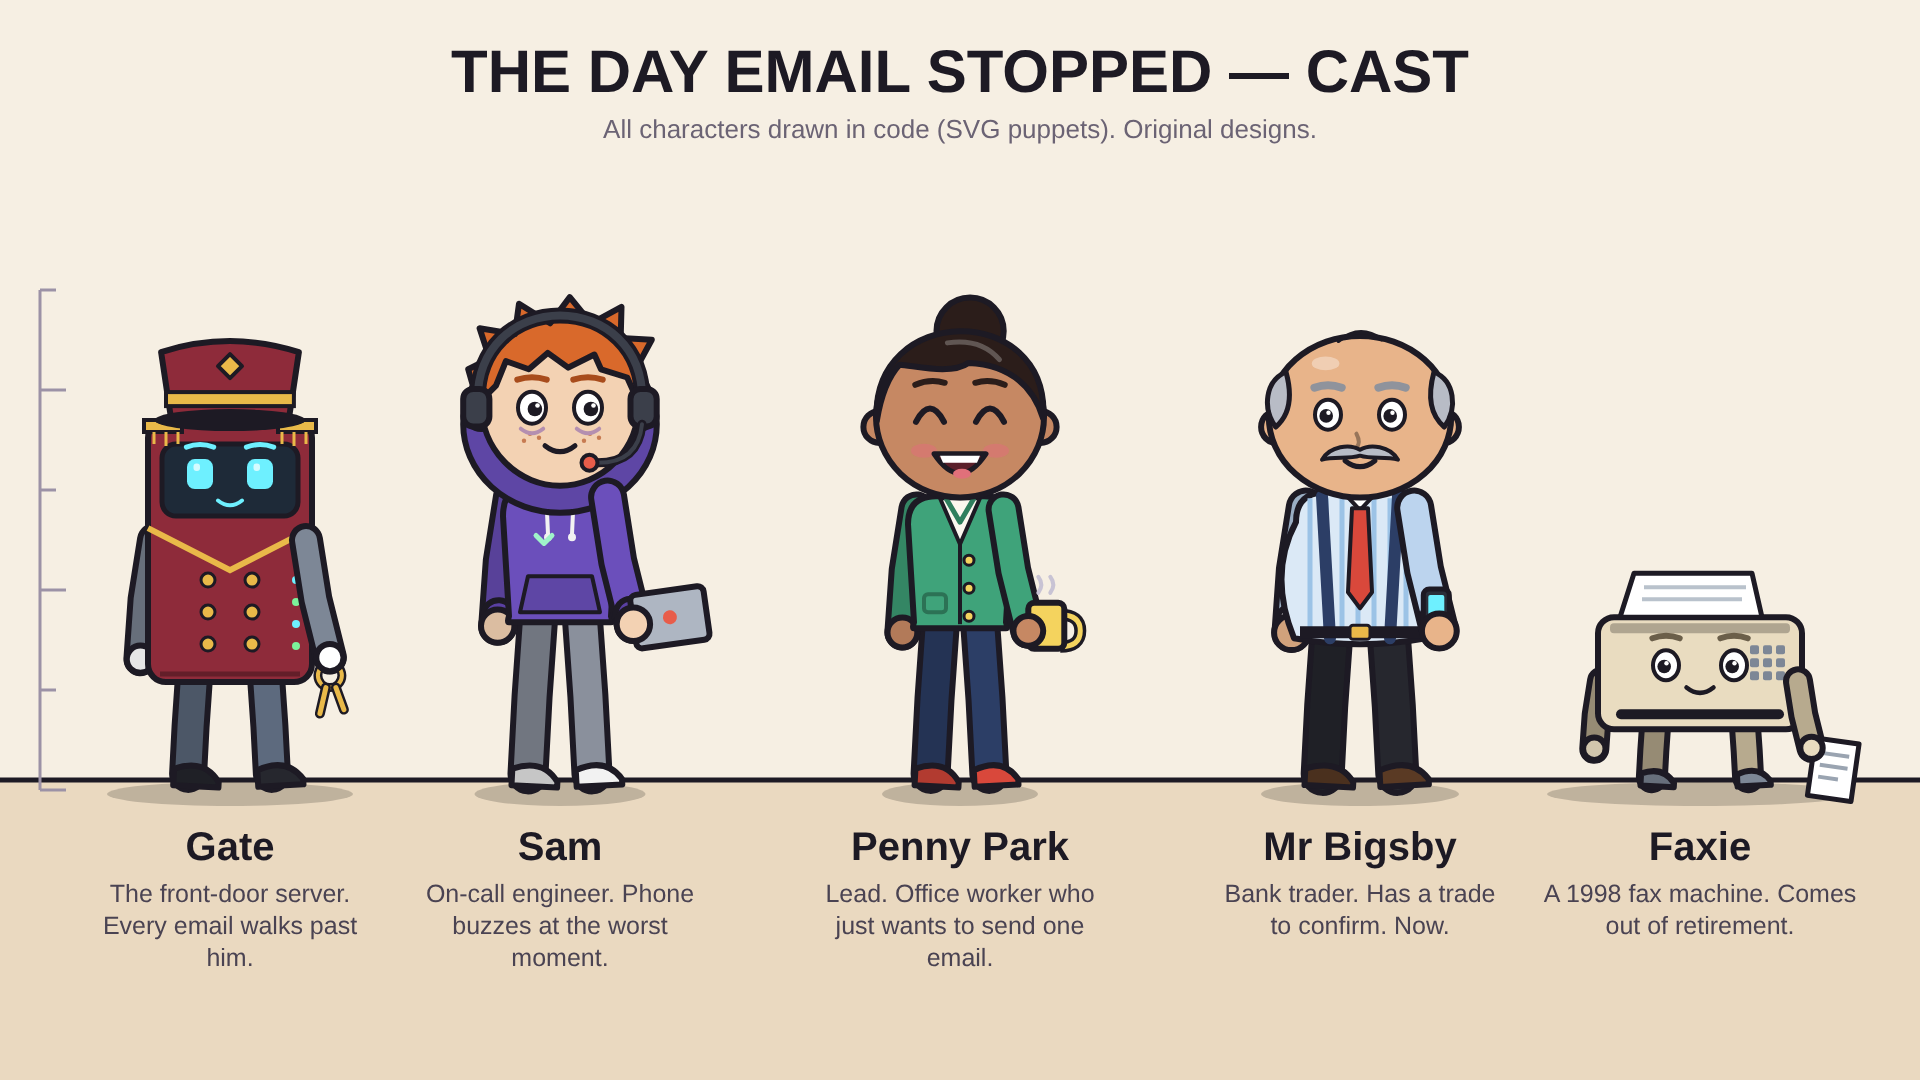 THE DAY EMAIL STOPPED — CAST
All characters drawn in code (SVG puppets). Original designs.
Gate
The front-door server.
Every email walks past
him.
Sam
On-call engineer. Phone
buzzes at the worst
moment.
Penny Park
Lead. Office worker who
just wants to send one
email.
Mr Bigsby
Bank trader. Has a trade
to confirm. Now.
Faxie
A 1998 fax machine. Comes
out of retirement.